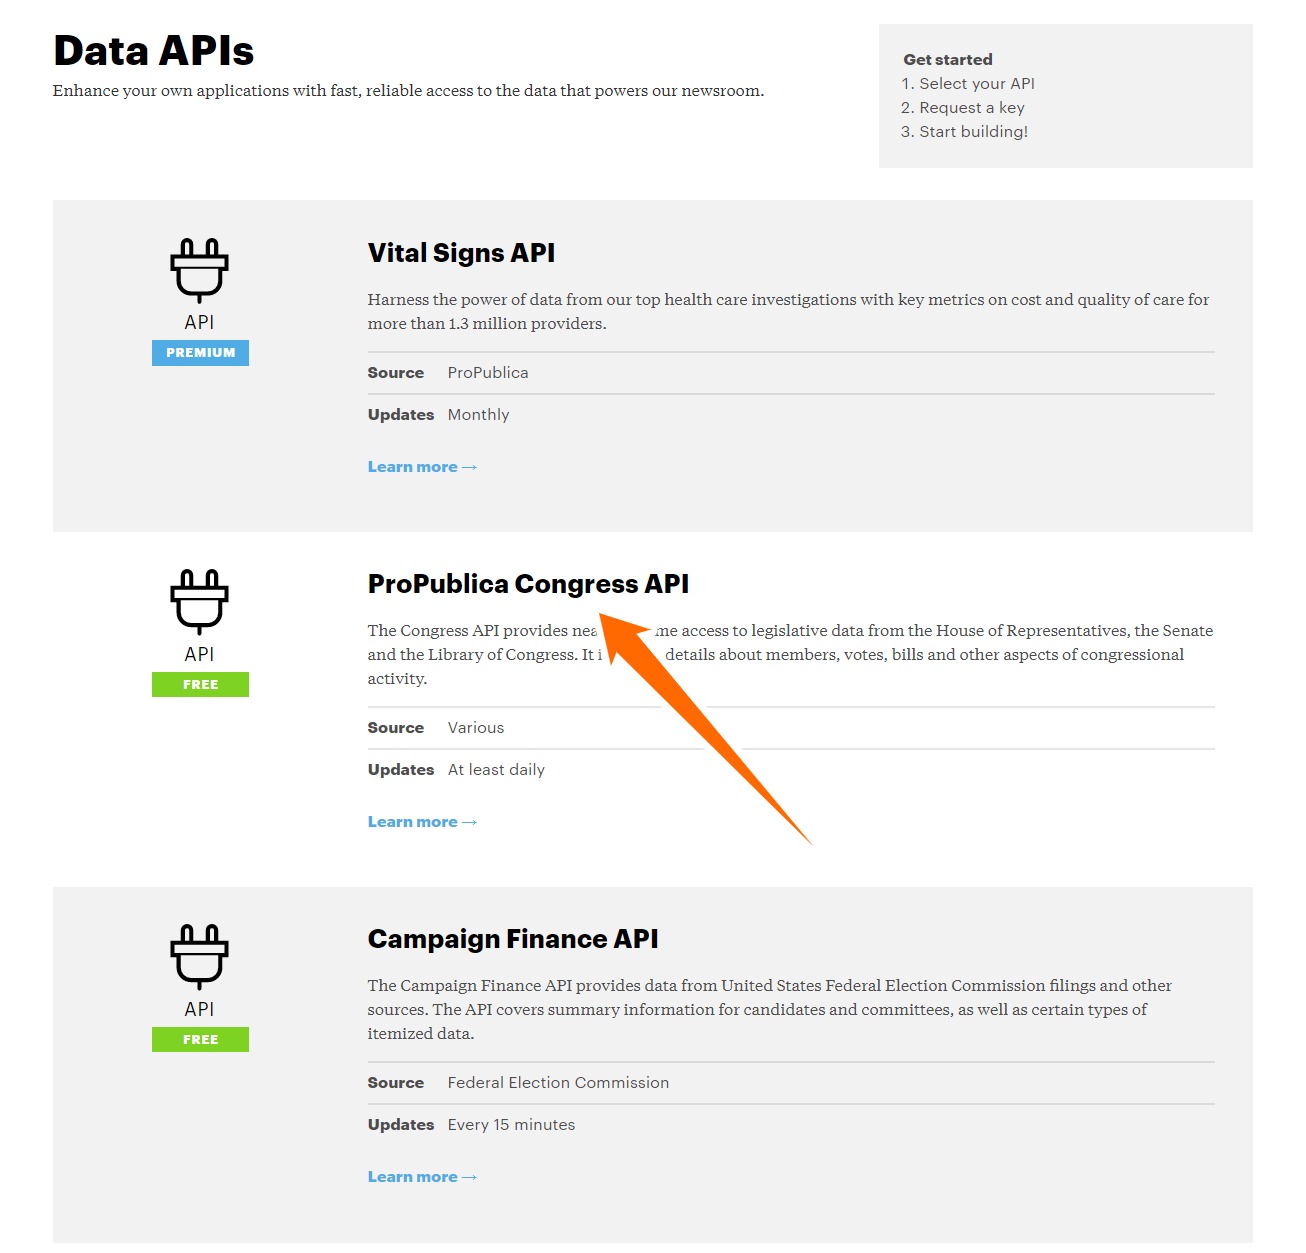 Data APIs
Enhance your own applications with fast, reliable access to the data that powers our newsroom.
Get started
1. Select your API
2. Request a key
3. Start building!
API
PREMIUM
Vital Signs API
Harness the power of data from our top health care investigations with key metrics on cost and quality of care for
more than 1.3 million providers.
Source ProPublica
Updates Monthly
Learn more →
API
FREE
ProPublica Congress API
The Congress API provides me access to legislative data from the House of Representatives, the Senate
and the Library of Congress. It details about members, votes, bills and other aspects of congressional
activity.
Source Various
Updates At least daily
Learn more →
API
FREE
Campaign Finance API
The Campaign Finance API provides data from United States Federal Election Commission filings and other
sources. The API covers summary information for candidates and committees, as well as certain types of
itemized data.
Source Federal Election Commission
Updates Every 15 minutes
Learn more →